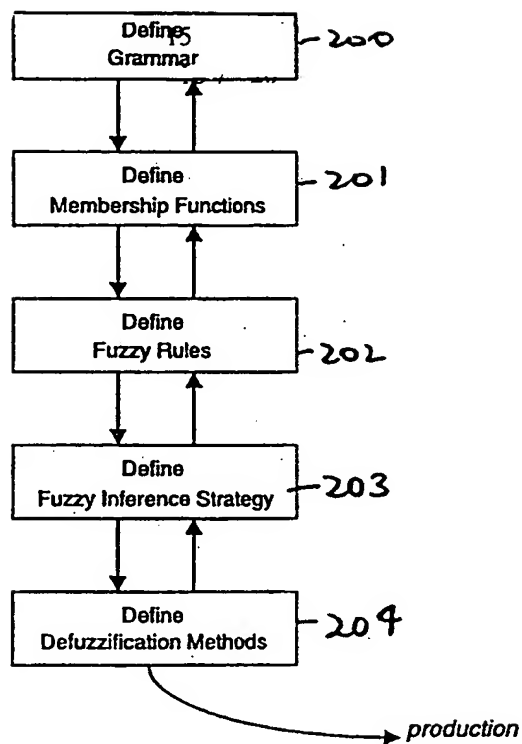 Define
15
Grammar
200
Define
Membership Functions
201
Define
Fuzzy Rules
202
Define
Fuzzy Inference Strategy
203
Define
Defuzzification Methods
204
production